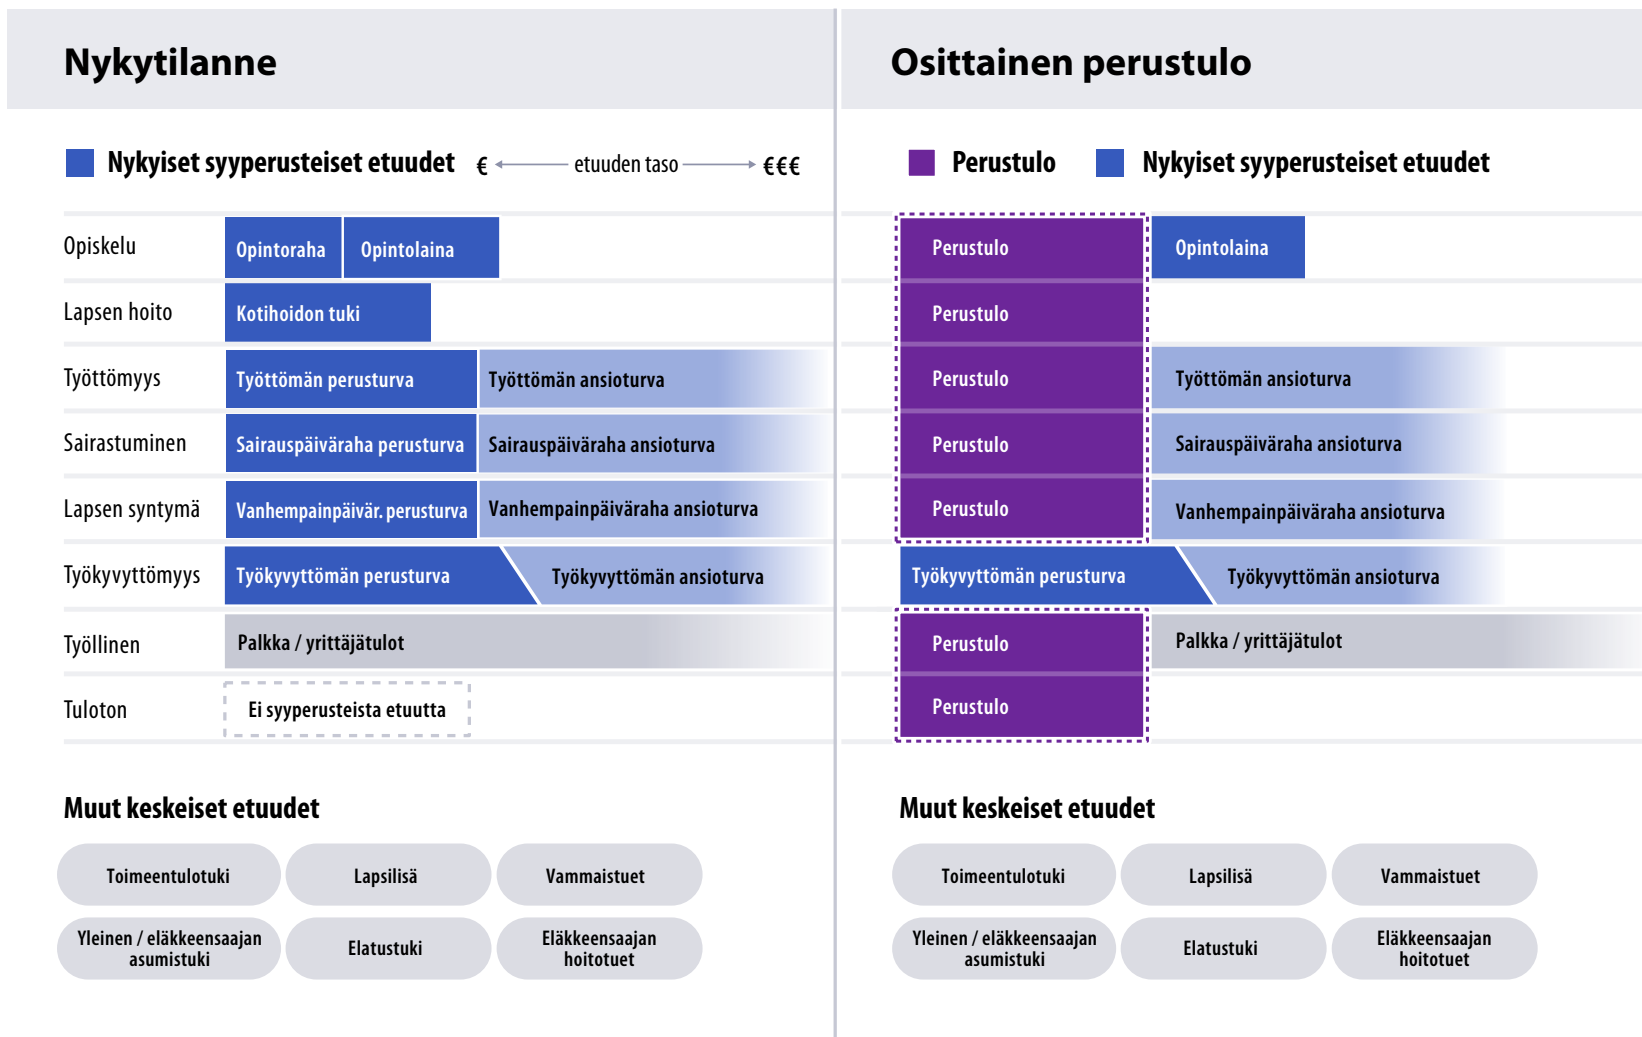 Nykytilanne
Nykyiset syyperusteiset etuudet € etuuden taso €€€
Opiskelu Opintoraha Opintolaina
Lapsen hoito Kotihoidon tuki
Työttömyys Työttömän perusturva Työttömän ansioturva
Sairastuminen Sairauspäiväraha perusturva Sairauspäiväraha ansioturva
Lapsen syntymä Vanhempainpäivär. perusturva Vanhempainpäiväraha ansioturva
Työkyvyttömyys Työkyvyttömän perusturva Työkyvyttömän ansioturva
Työllinen Palkka / yrittäjätulot
Tuloton Ei syyperusteista etuutta
Muut keskeiset etuudet
Toimeentulotuki Lapsilisä Vammaistuet
Yleinen / eläkkeensaajan
asumistuki
Elatustuki
Eläkkeensaajan
hoitotuet
Osittainen perustulo
Perustulo Nykyiset syyperusteiset etuudet
Perustulo Opintolaina
Perustulo
Perustulo Työttömän ansioturva
Perustulo Sairauspäiväraha ansioturva
Perustulo Vanhempainpäiväraha ansioturva
Työkyvyttömän perusturva Työkyvyttömän ansioturva
Perustulo Palkka / yrittäjätulot
Perustulo
Muut keskeiset etuudet
Toimeentulotuki Lapsilisä Vammaistuet
Yleinen / eläkkeensaajan
asumistuki
Elatustuki
Eläkkeensaajan
hoitotuet